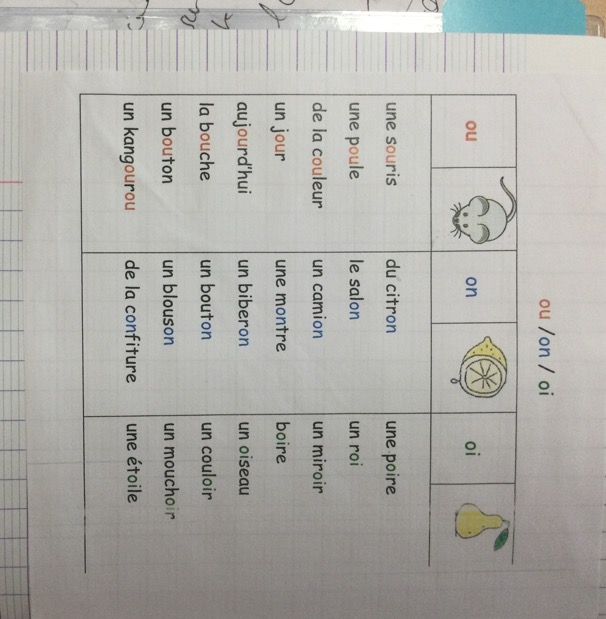 ou / on / oi
ou on oi
une souris du citron une poire
une poule le salon un roi
de la couleur un camion un miroir
un jour une montre boire
aujourd'hui un biberon un oiseau
la bouche un bouton un couloir
un bouton un blouson un mouchoir
un kangourou de la confiture une étoile